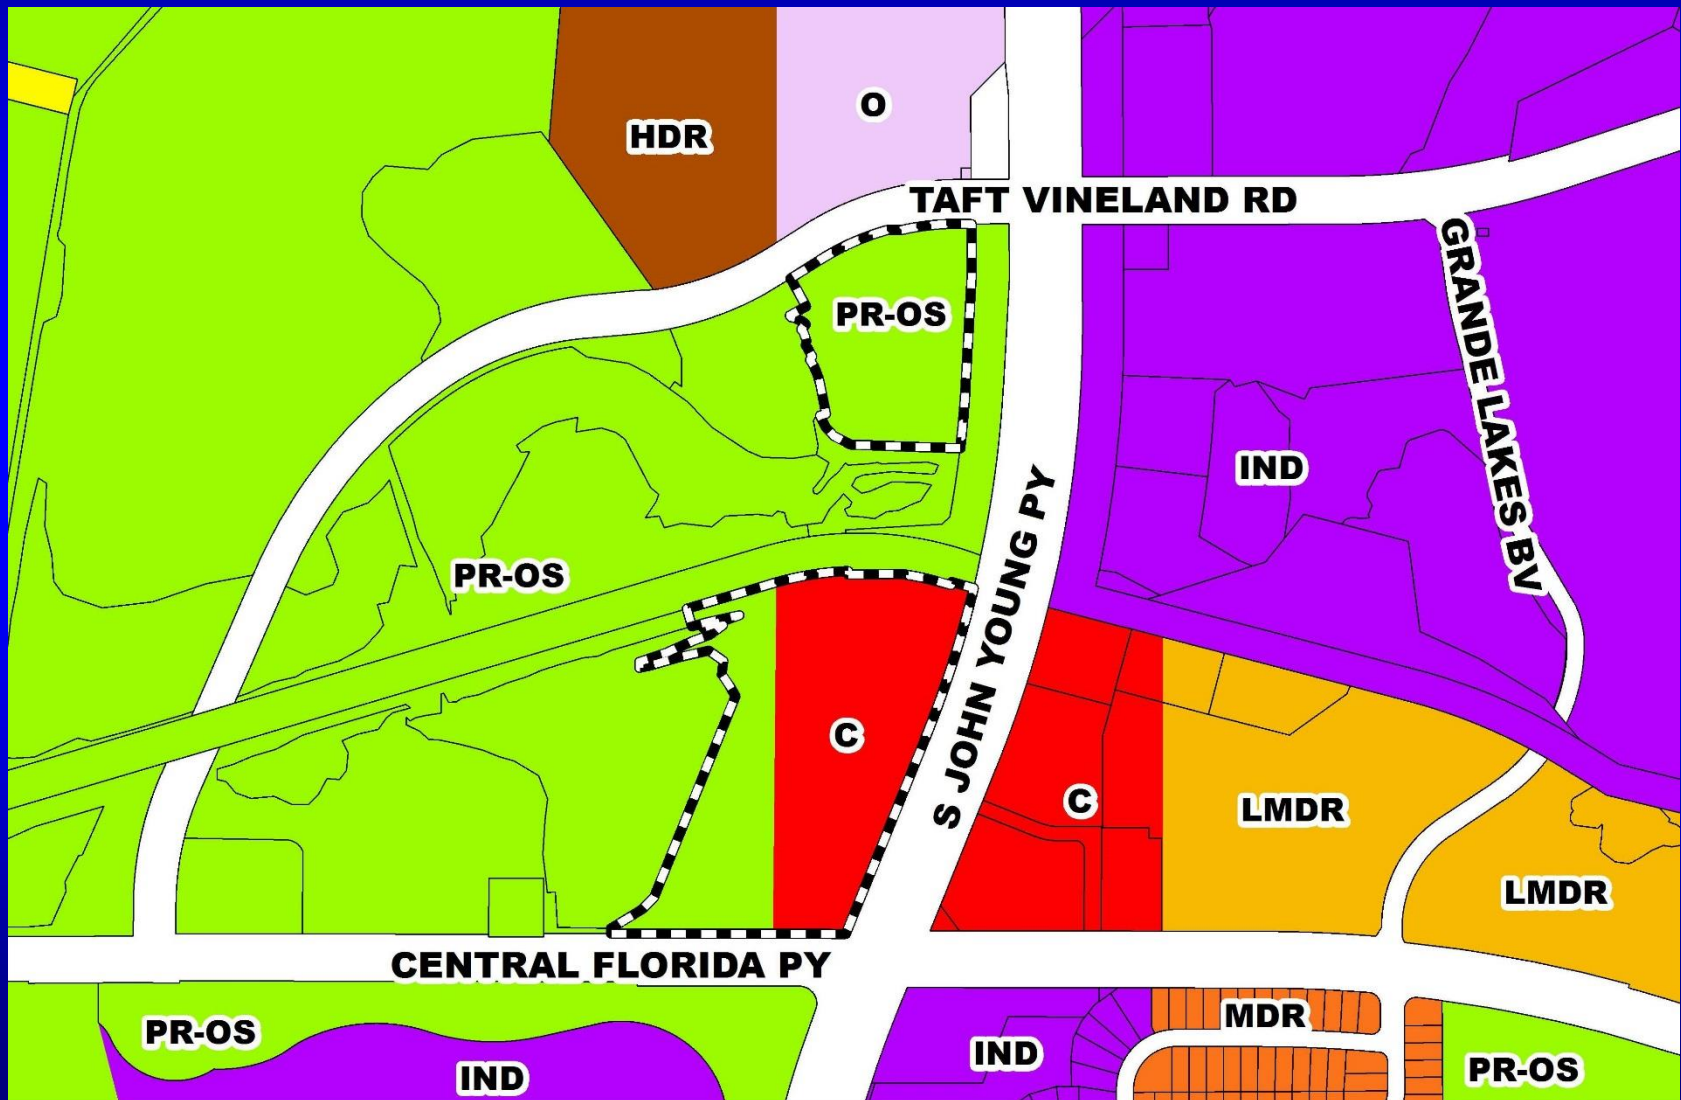 O
HDR
TAFT VINELAND RD
GRANDE LAKES BV
PR-OS
IND
PR-OS
S JOHN YOUNG PY
C
C
LMDR
LMDR
CENTRAL FLORIDA PY
MDR
PR-OS
IND
PR-OS
IND